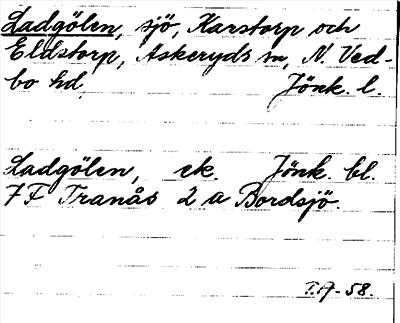 Ladgölen, sjö, Karstorp och
Eldstorp, Askeryds sn, N. Ved-
bo hd. Jönk. l.
Ladgölen, ek. Jönk. bl.
7 F Tranås 2 a Bordsjö.
T.A-58.